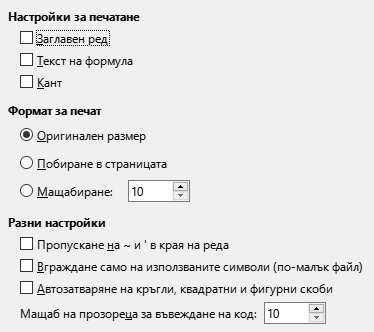 Настройки за печатане
Заглавен ред
Текст на формула
Кант
Формат за печат
Оригинален размер
Побиране в страницата
Мащабиране: 10
Разни настройки
Пропускане на ~ и ' в края на реда
Вграждане само на използваните символи (по-малък файл)
Автозатваряне на кръгли, квадратни и фигурни скоби
Мащаб на прозореца за въвеждане на код: 10